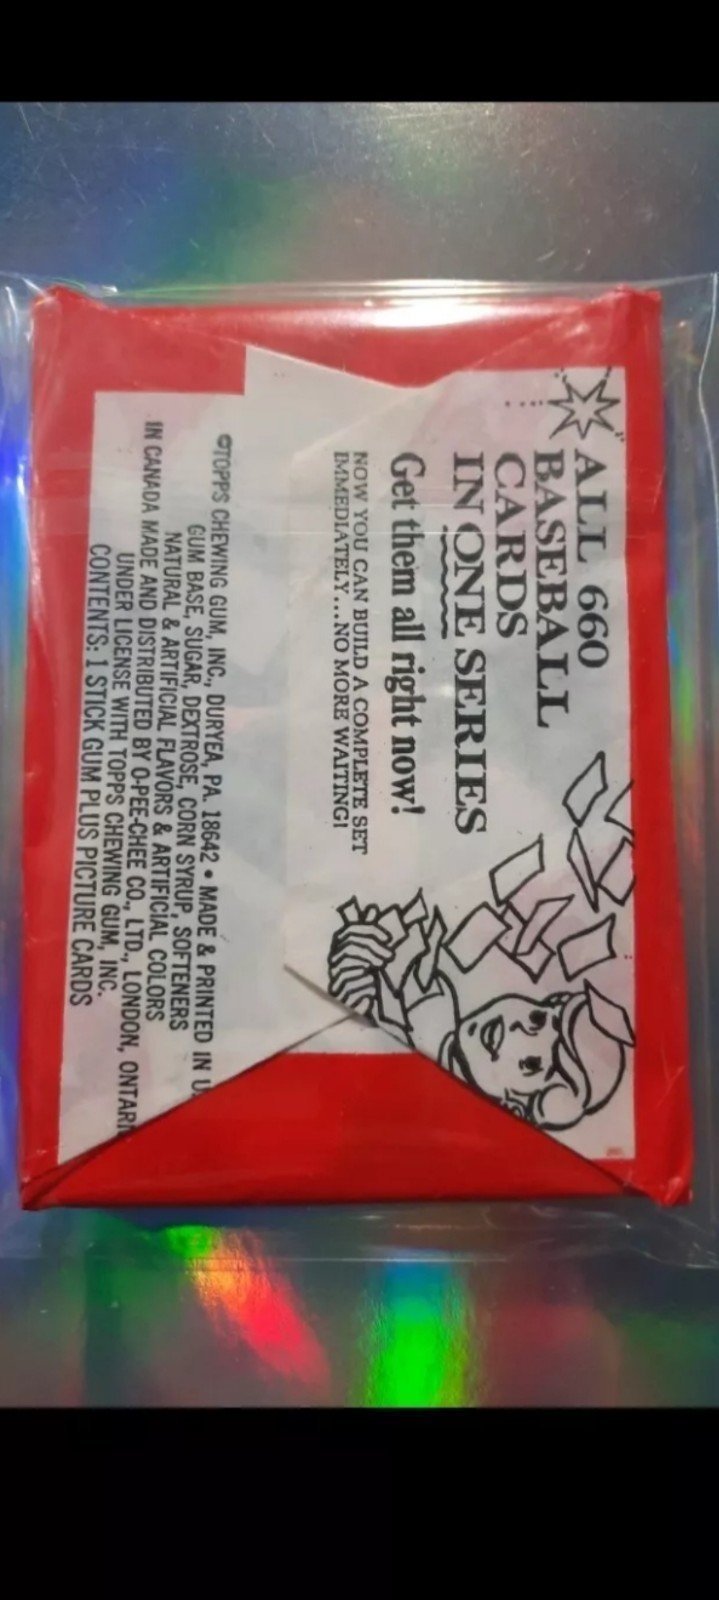 ALL 660
BASEBALL
CARDS
IN ONE SERIES
Get them all right now!
NOW YOU CAN BUILD A COMPLETE SET
IMMEDIATELY...NO MORE WAITING!
©TOPPS CHEWING GUM, INC., DURYEA, PA. 18642 • MADE & PRINTED IN U.
GUM BASE, SUGAR, DEXTROSE, CORN SYRUP, SOFTENERS
NATURAL & ARTIFICIAL FLAVORS & ARTIFICIAL COLORS
IN CANADA MADE AND DISTRIBUTED BY O-PEE-CHEE CO., LTD., LONDON, ONTARI
UNDER LICENSE WITH TOPPS CHEWING GUM, INC.
CONTENTS: 1 STICK GUM PLUS PICTURE CARDS